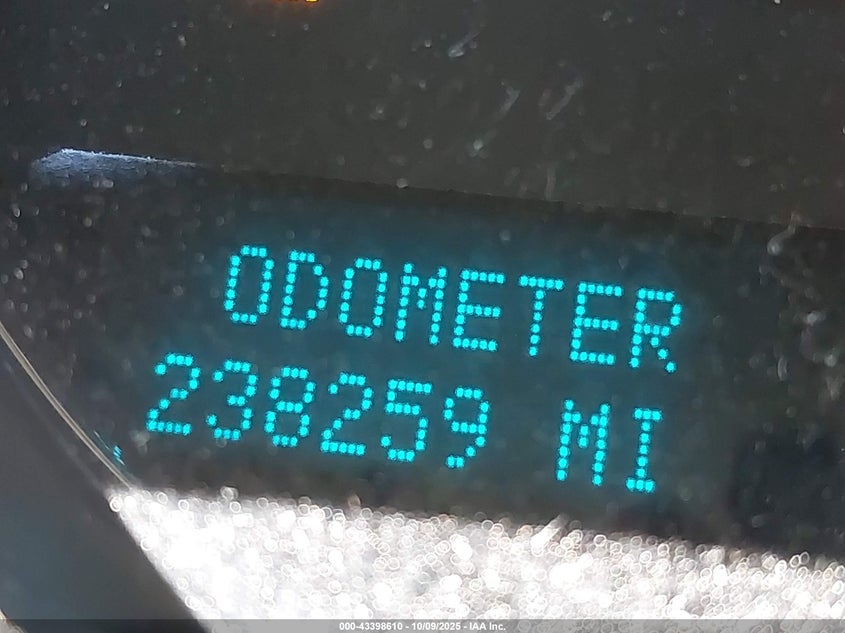 ODOMETER
238259 MI
000-43398610 - 10/09/2025 - IAA Inc.